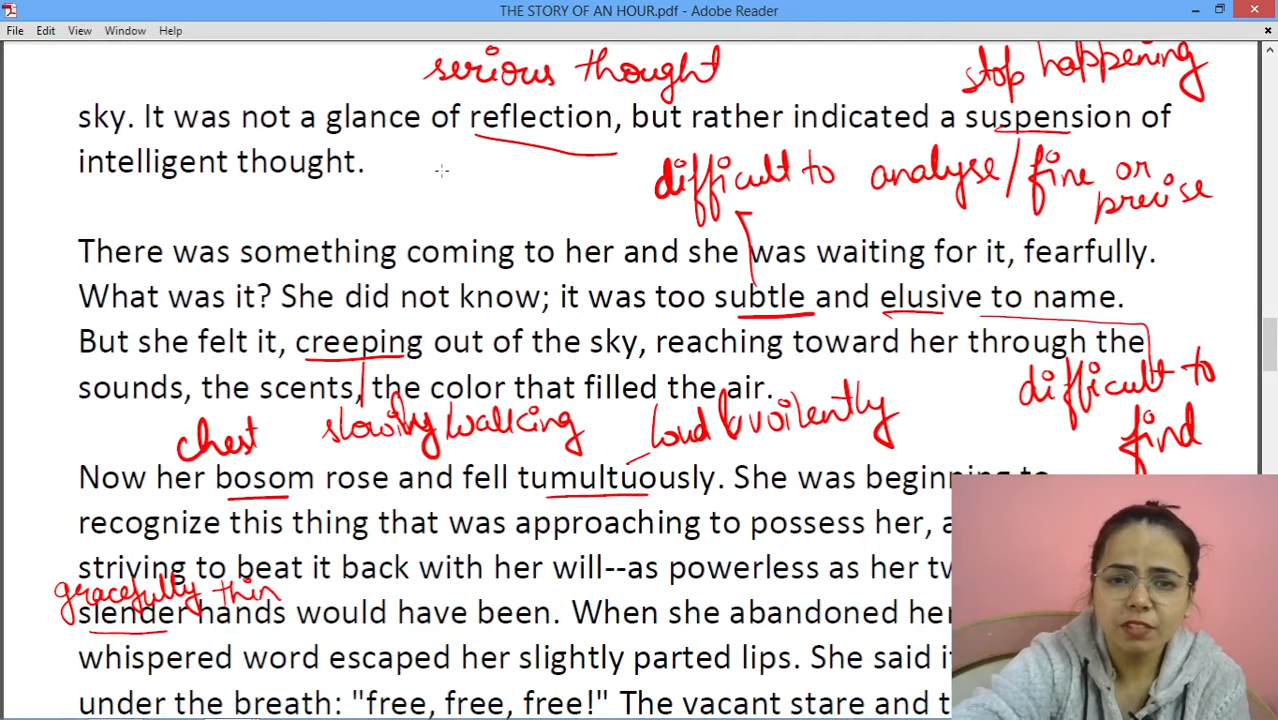 THE STORY OF AN HOUR.pdf - Adobe Reader
File Edit View Window Help
serious thought
stop happening
sky. It was not a glance of reflection, but rather indicated a suspension of
intelligent thought.
difficult to analyse / fine or
precise
There was something coming to her and she was waiting for it, fearfully.
What was it? She did not know; it was too subtle and elusive to name.
But she felt it, creeping out of the sky, reaching toward her through the
sounds, the scents, the color that filled the air.
difficult to
find
chest slowly walking loud & voilently
Now her bosom rose and fell tumultuously. She was beginning to
recognize this thing that was approaching to possess her,
striving to beat it back with her will--as powerless as her
gracefully thin
slender hands would have been. When she abandoned
whispered word escaped her slightly parted lips. She said
under the breath: "free, free, free!" The vacant stare and